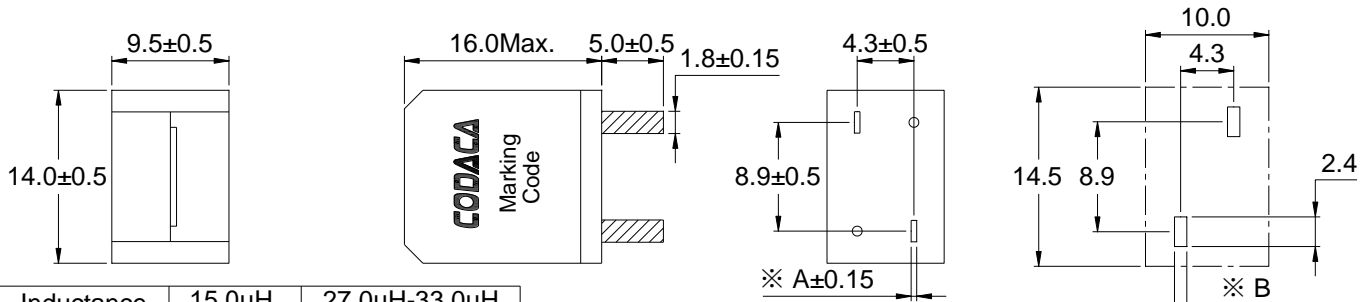 9.5±0.5
14.0±0.5
16.0Max.
5.0±0.5
1.8±0.15
CODACA
Marking
Code
4.3±0.5
8.9±0.5
※ A±0.15
10.0
4.3
14.5
8.9
2.4
※ B
Inductance 15.0uH 27.0uH-33.0uH